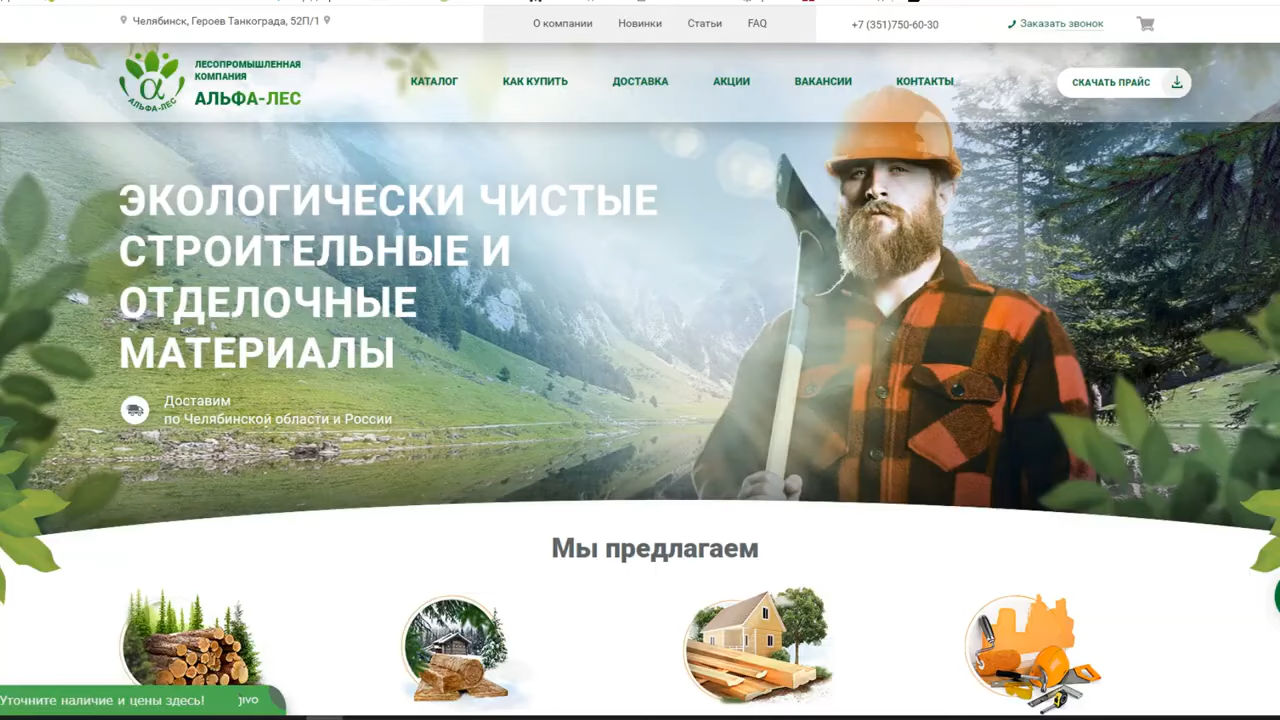 Челябинск, Героев Танкограда, 52П/1
О компании Новинки Статьи FAQ
+7 (351)750-60-30
Заказать звонок
α
АЛЬФА-ЛЕС
ЛЕСОПРОМЫШЛЕННАЯ
КОМПАНИЯ
АЛЬФА-ЛЕС
КАТАЛОГ КАК КУПИТЬ ДОСТАВКА АКЦИИ ВАКАНСИИ КОНТАКТЫ
СКАЧАТЬ ПРАЙС
ЭКОЛОГИЧЕСКИ ЧИСТЫЕ
СТРОИТЕЛЬНЫЕ И
ОТДЕЛОЧНЫЕ
МАТЕРИАЛЫ
Доставим
по Челябинской области и России
Мы предлагаем
Уточните наличие и цены здесь! jivo